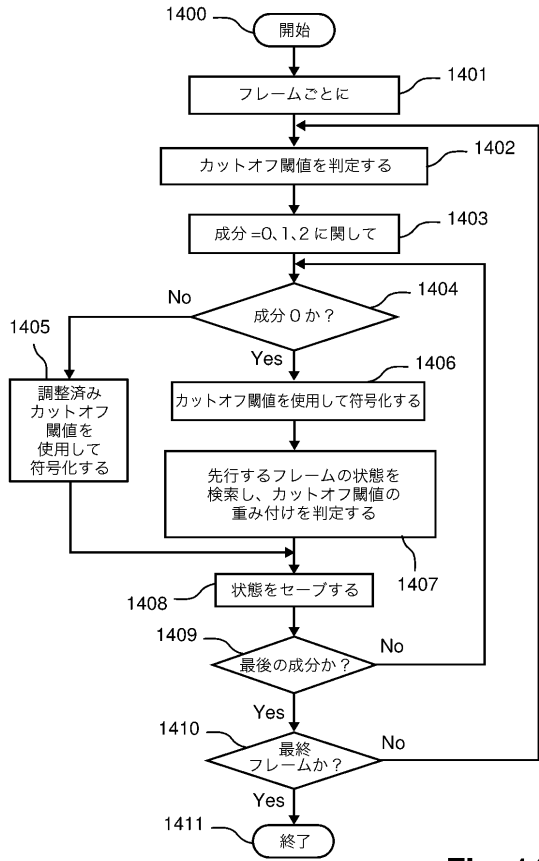 1400
開始
1401
フレームごとに
1402
カットオフ閾値を判定する
1403
成分=0、1、2に関して
1404
成分0か?
No
Yes
1405
調整済み
カットオフ
閾値を
使用して
符号化する
1406
カットオフ閾値を使用して符号化する
先行するフレームの状態を
検索し、カットオフ閾値の
重み付けを判定する
1407
1408
状態をセーブする
1409
最後の成分か?
No
Yes
1410
最終
フレームか?
No
Yes
1411
終了